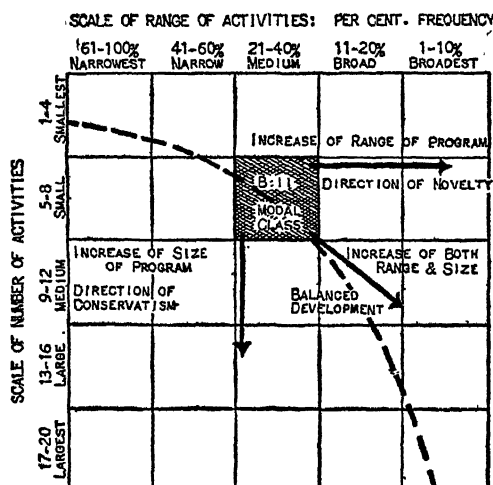 SCALE OF RANGE OF ACTIVITIES: PER CENT. FREQUENCY
61-100% 41-60% 21-40% 11-20% 1-10%
NARROWEST NARROW MEDIUM BROAD BROADEST
SCALE OF NUMBER OF ACTIVITIES
1-4
SMALLEST
INCREASE OF RANGE OF PROGRAM
5-8
SMALL
B:11
MODAL
CLASS
DIRECTION OF NOVELTY
9-12
MEDIUM
INCREASE OF SIZE
OF PROGRAM
DIRECTION OF
CONSERVATISM
INCREASE OF BOTH
RANGE & SIZE
BALANCED
DEVELOPMENT
13-16
LARGE
17-20
LARGEST